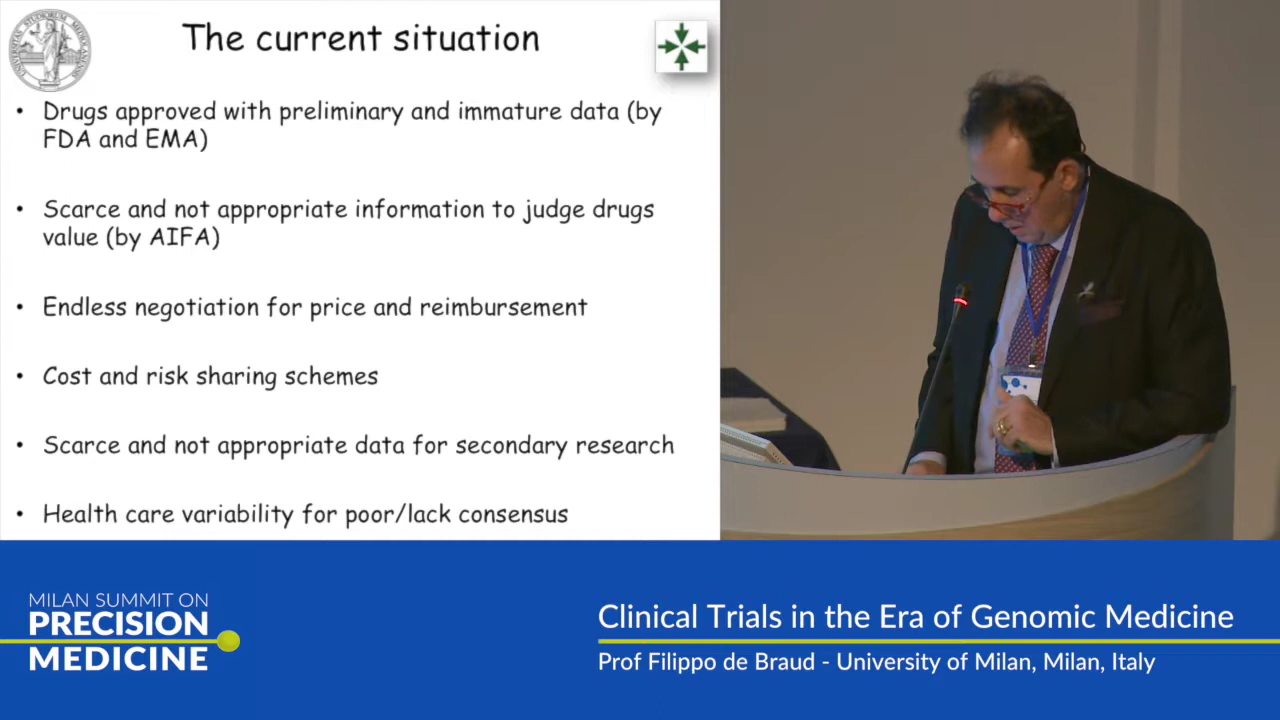 The current situation
• Drugs approved with preliminary and immature data (by
FDA and EMA)
• Scarce and not appropriate information to judge drugs
value (by AIFA)
• Endless negotiation for price and reimbursement
• Cost and risk sharing schemes
• Scarce and not appropriate data for secondary research
• Health care variability for poor/lack consensus
MILAN SUMMIT ON
PRECISION
MEDICINE
Clinical Trials in the Era of Genomic Medicine
Prof Filippo de Braud - University of Milan, Milan, Italy